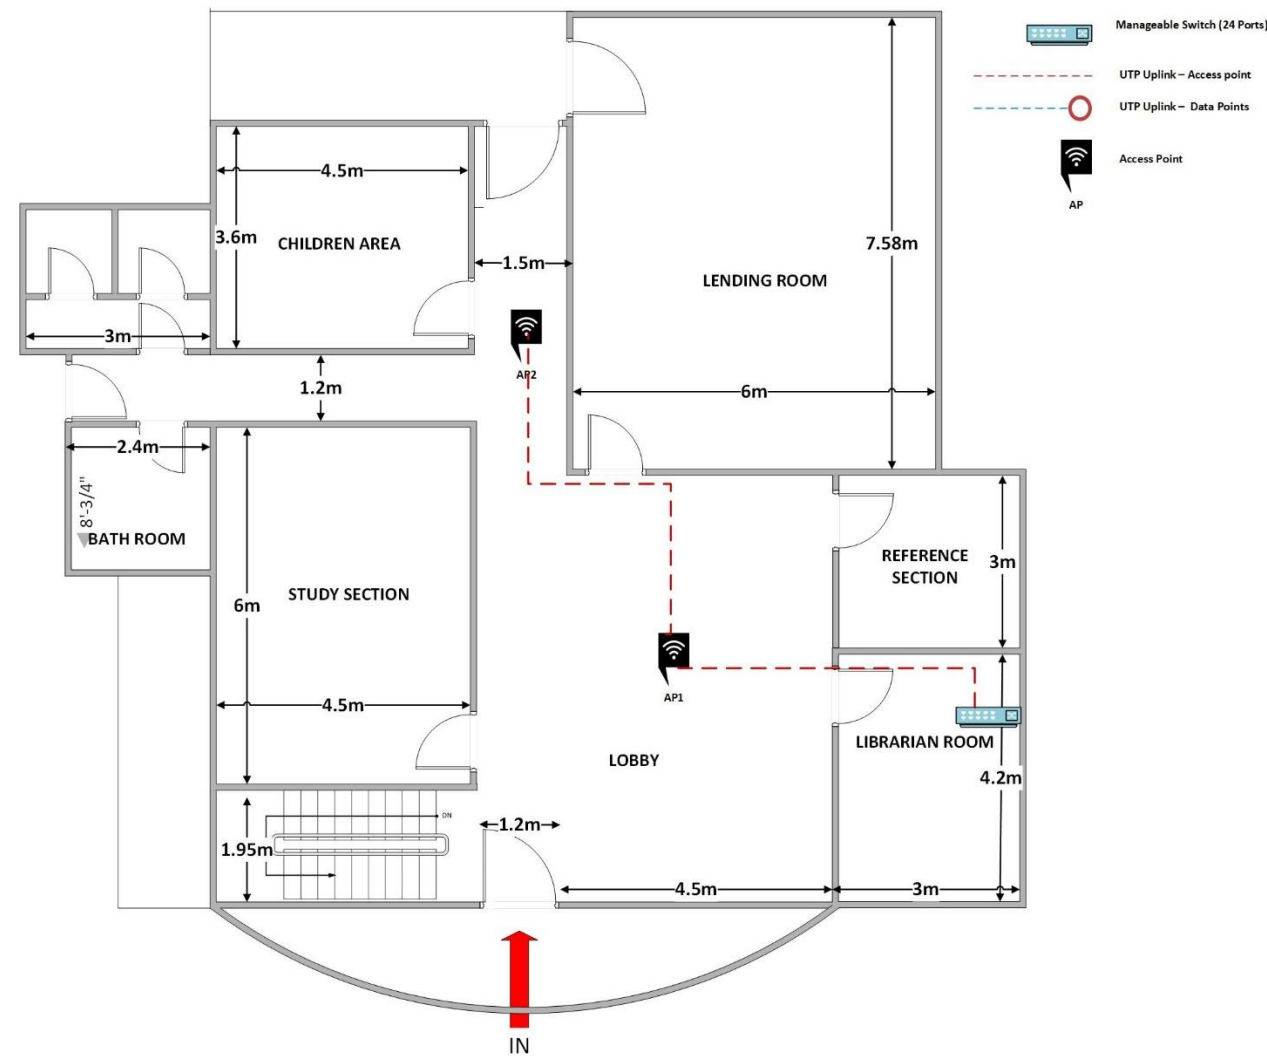 Manageable Switch (24 Ports)
UTP Uplink – Access point
UTP Uplink – Data Points
Access Point
AP
4.5m
3.6m
CHILDREN AREA
1.5m
7.58m
LENDING ROOM
3m
AP2
1.2m
6m
2.4m
8'-3/4"
BATH ROOM
REFERENCE
SECTION
3m
STUDY SECTION
6m
4.5m
AP1
LIBRARIAN ROOM
LOBBY
4.2m
DN
1.2m
1.95m
4.5m
3m
IN